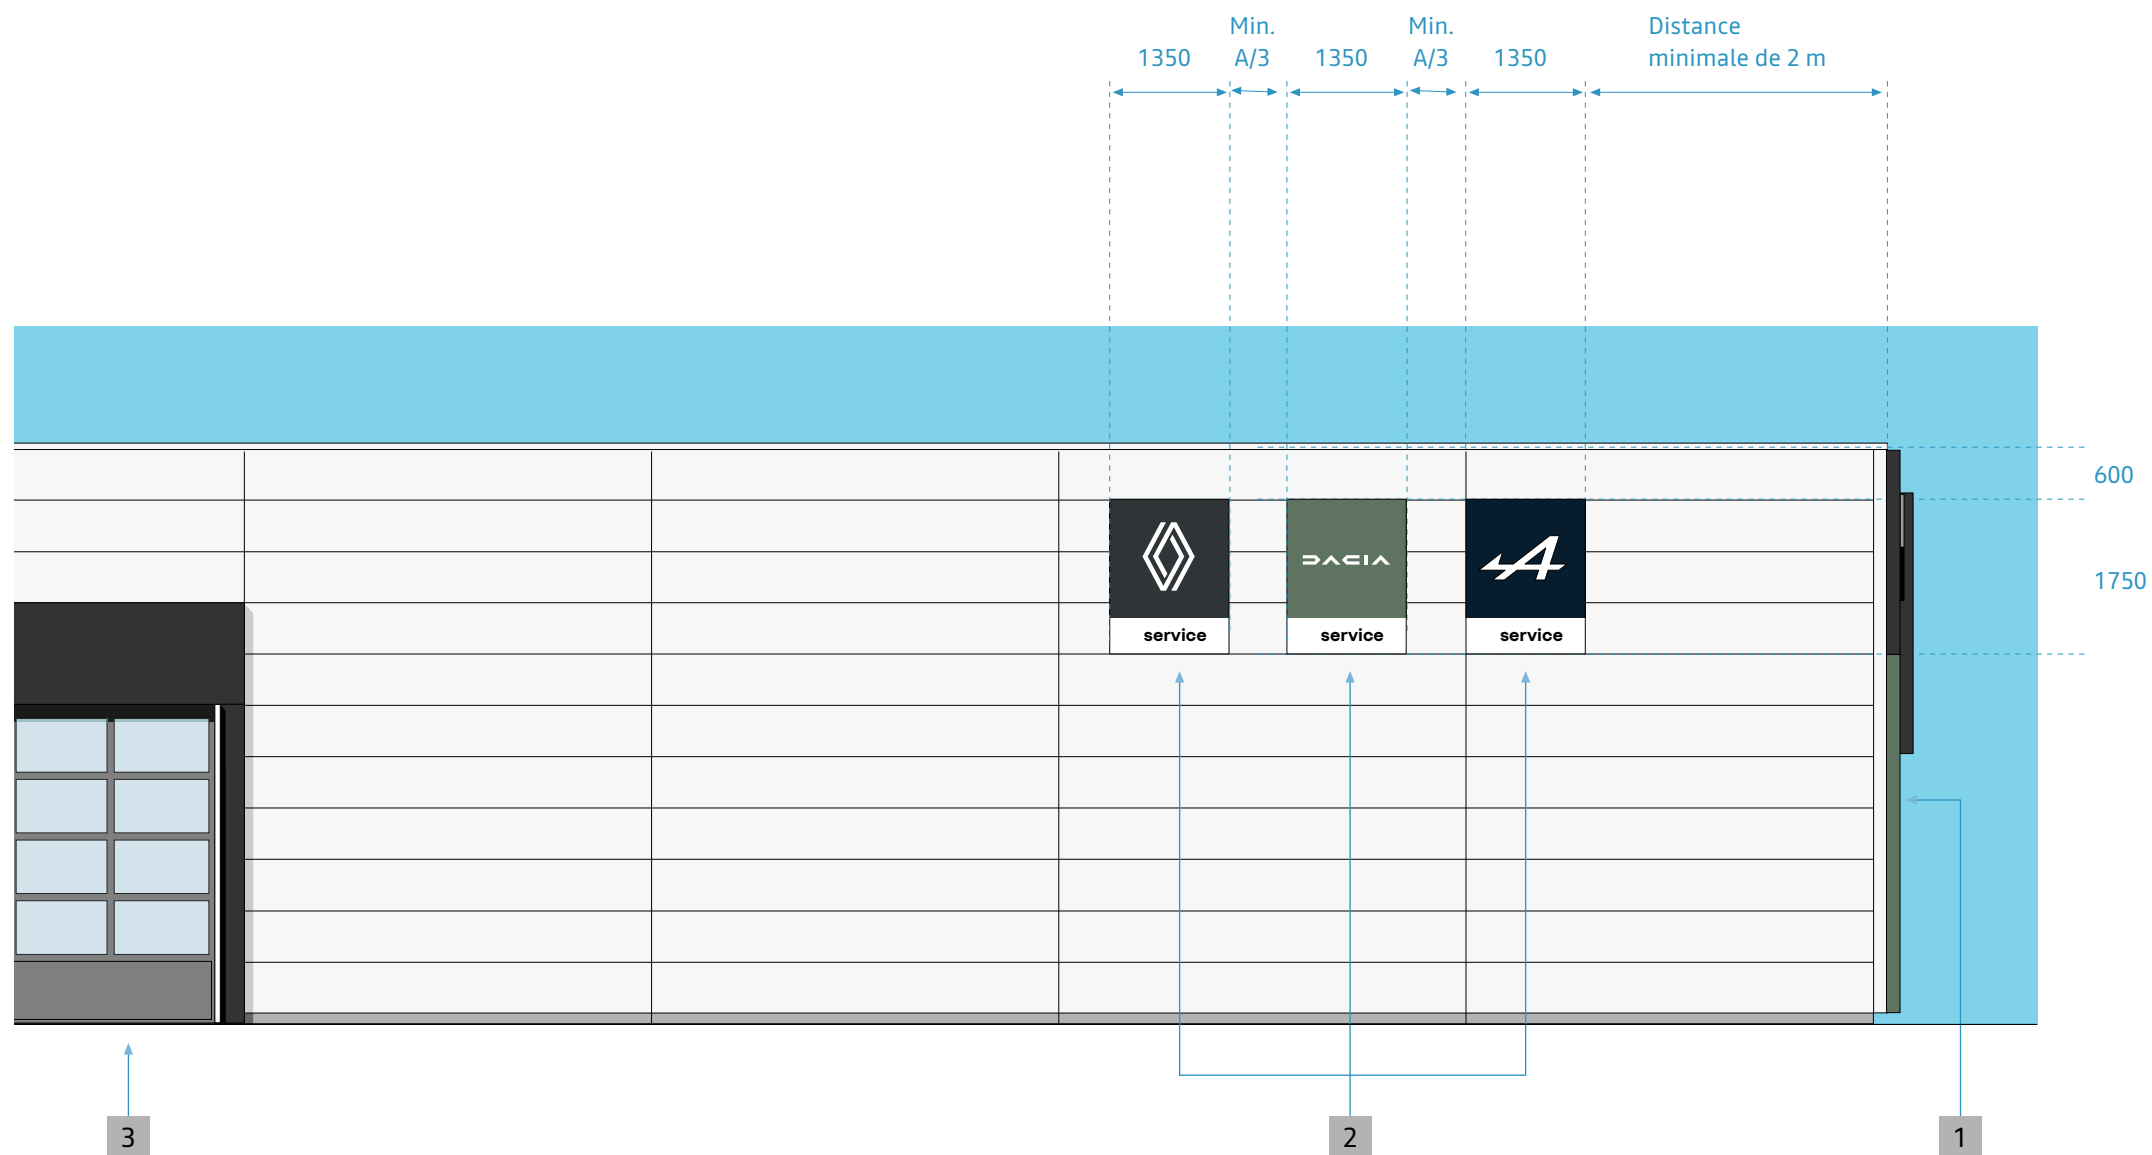 Min. Min. Distance
1350 A/3 1350 A/3 1350 minimale de 2 m
600
DACIA
1750
service service service
3 2 1